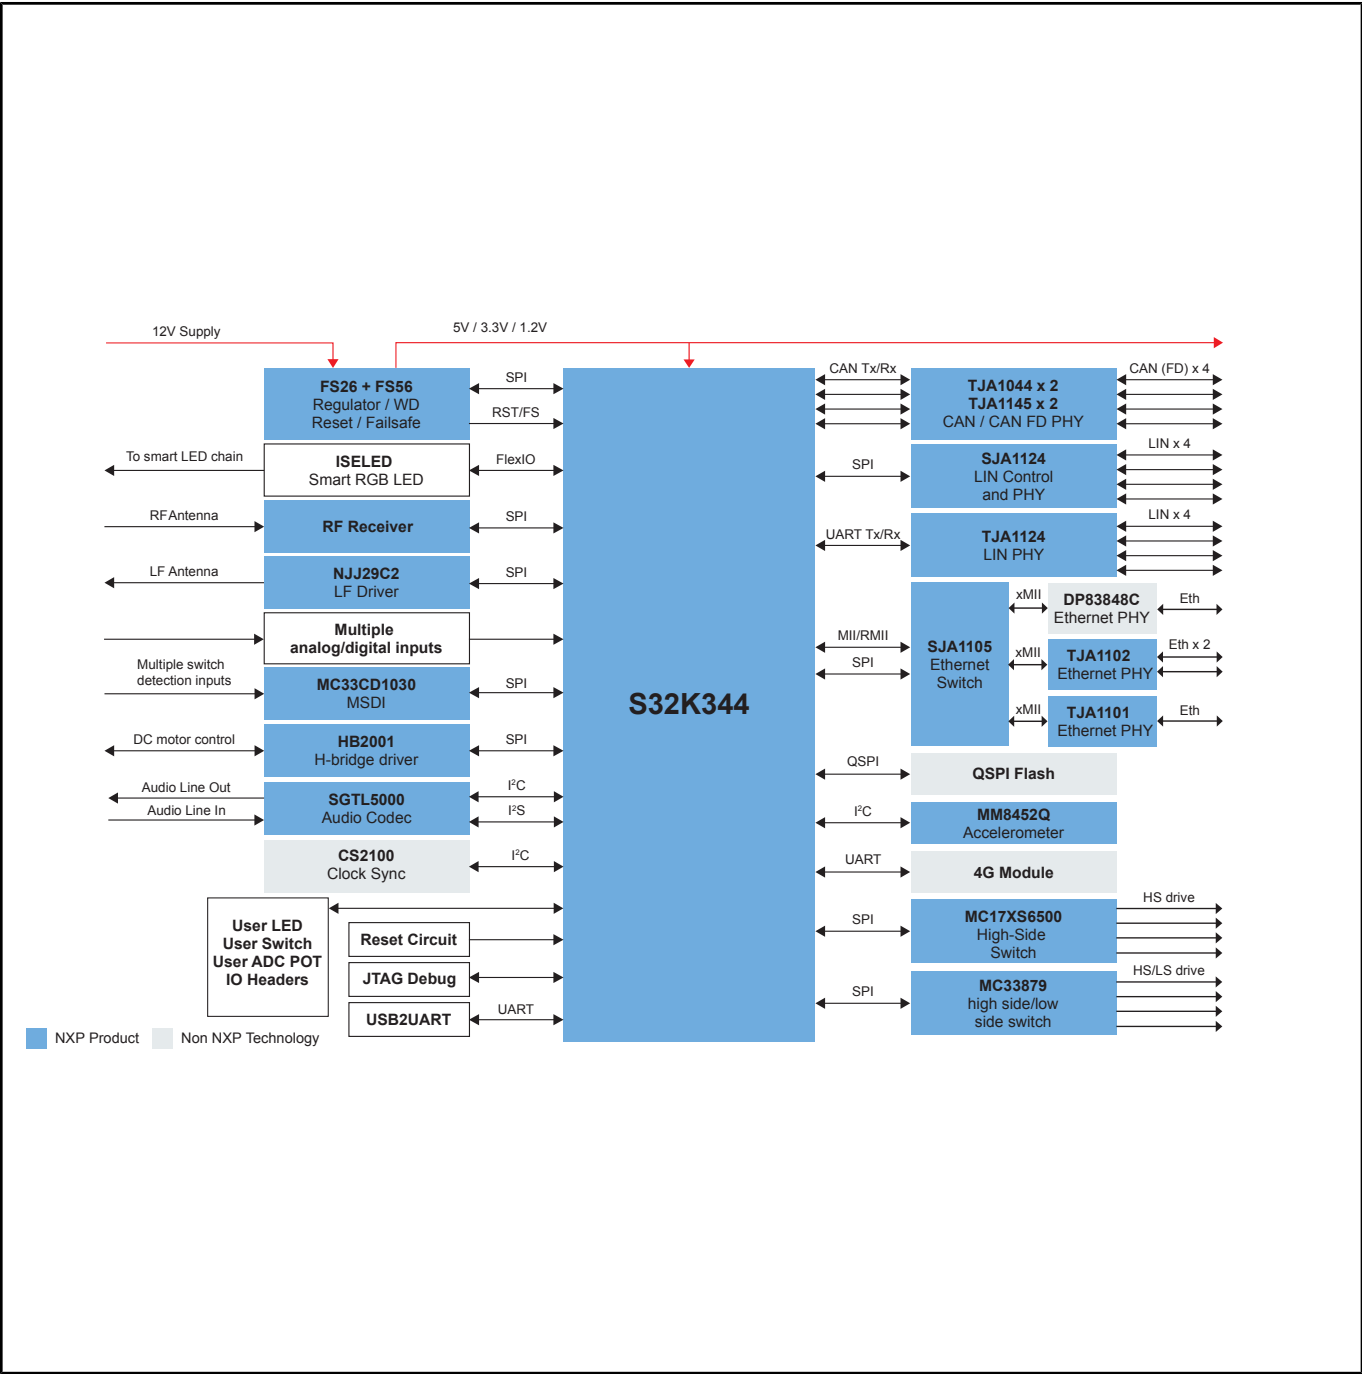 12V Supply
5V / 3.3V / 1.2V
FS26 + FS56
Regulator / WD
Reset / Failsafe
SPI
RST/FS
To smart LED chain
ISELED
Smart RGB LED
FlexIO
RF Antenna
RF Receiver
SPI
LF Antenna
NJJ29C2
LF Driver
SPI
Multiple
analog/digital inputs
Multiple switch
detection inputs
MC33CD1030
MSDI
SPI
DC motor control
HB2001
H-bridge driver
SPI
Audio Line Out
Audio Line In
SGTL5000
Audio Codec
I²C
I²S
CS2100
Clock Sync
I²C
User LED
User Switch
User ADC POT
IO Headers
Reset Circuit
JTAG Debug
USB2UART
UART
S32K344
CAN Tx/Rx
TJA1044 x 2
TJA1145 x 2
CAN / CAN FD PHY
CAN (FD) x 4
SPI
SJA1124
LIN Control
and PHY
LIN x 4
UART Tx/Rx
TJA1124
LIN PHY
LIN x 4
MII/RMII
SPI
SJA1105
Ethernet
Switch
xMII
DP83848C
Ethernet PHY
Eth
xMII
TJA1102
Ethernet PHY
Eth x 2
xMII
TJA1101
Ethernet PHY
Eth
QSPI
QSPI Flash
I²C
MM8452Q
Accelerometer
UART
4G Module
SPI
MC17XS6500
High-Side
Switch
HS drive
SPI
MC33879
high side/low
side switch
HS/LS drive
NXP Product
Non NXP Technology